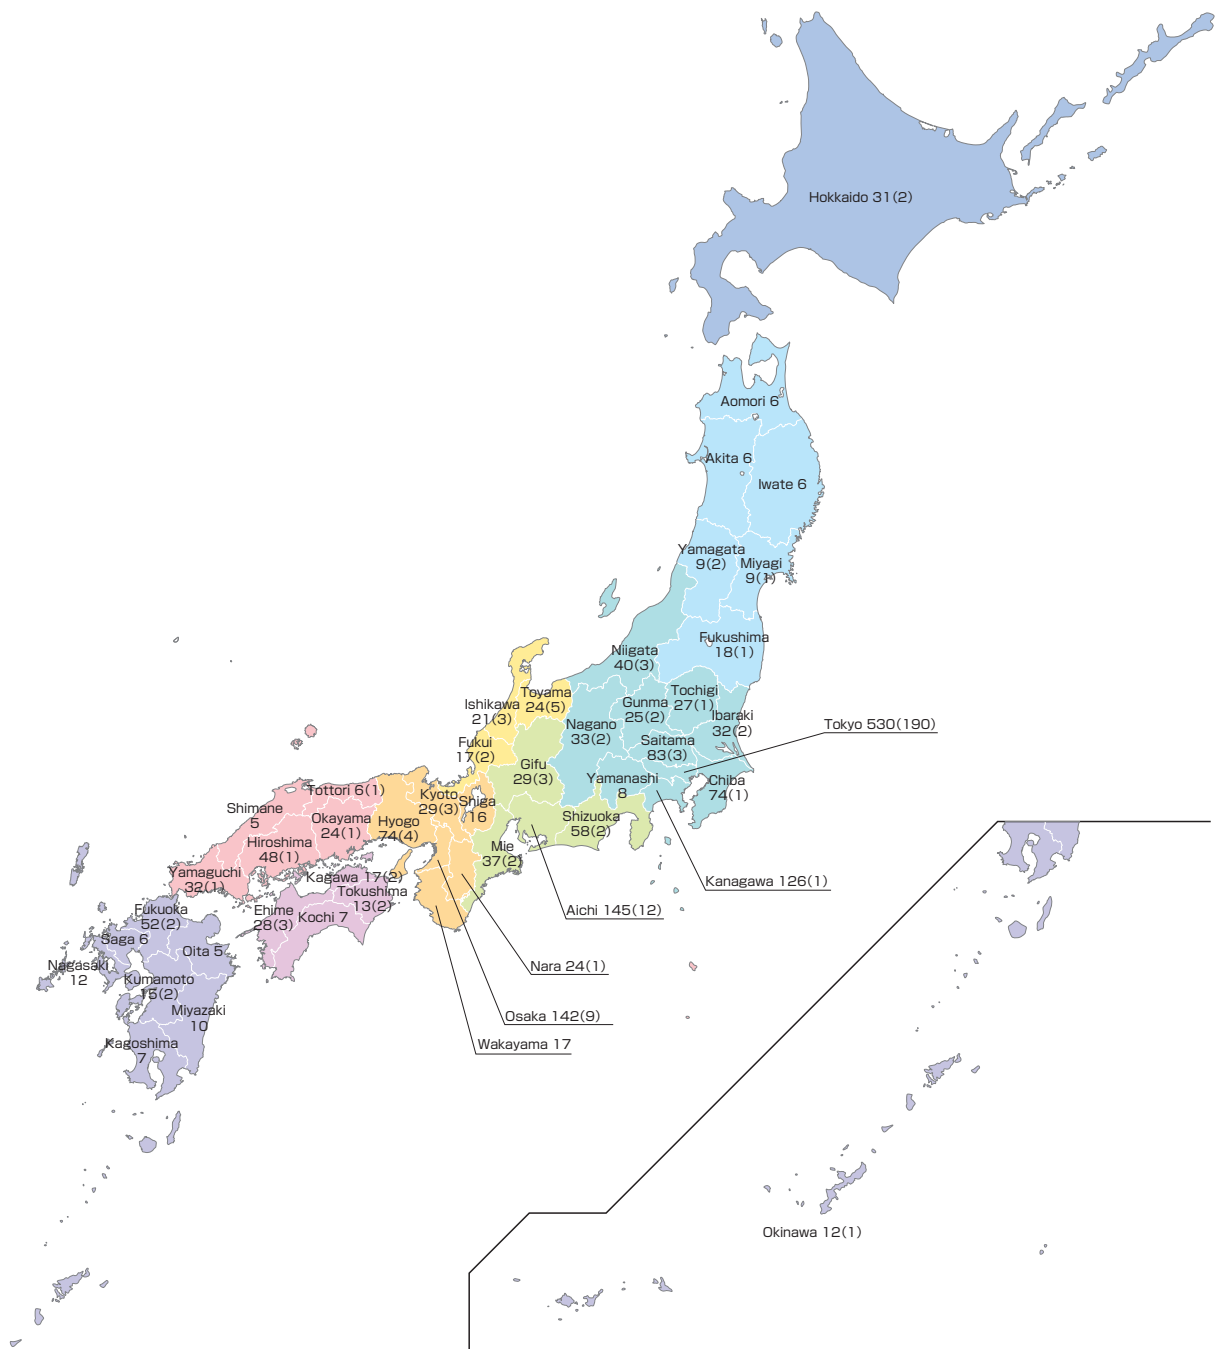 Hokkaido 31(2)
Aomori 6
Akita 6
Iwate 6
Yamagata
9(2)
Miyagi
9(1)
Fukushima
18(1)
Niigata
40(3)
Tochigi
27(1)
Gunma
25(2)
Ibaraki
32(2)
Toyama
24(5)
Ishikawa
21(3)
Nagano
33(2)
Tokyo 530(190)
Saitama
83(3)
Fukui
17(2)
Gifu
29(3)
Yamanashi
8
Chiba
74(1)
Tottori 6(1)
Kyoto
29(3)
Shiga
16
Shimane
5
Okayama
24(1)
Hyogo
74(4)
Shizuoka
58(2)
Hiroshima
48(1)
Mie
37(2)
Yamaguchi
32(1)
Kagawa 17(2)
Kanagawa 126(1)
Tokushima
13(2)
Aichi 145(12)
Fukuoka
52(2)
Ehime
28(3)
Kochi 7
Saga 6
Oita 5
Nagasaki
12
Nara 24(1)
Kumamoto
15(2)
Miyazaki
10
Osaka 142(9)
Kagoshima
7
Wakayama 17
Okinawa 12(1)